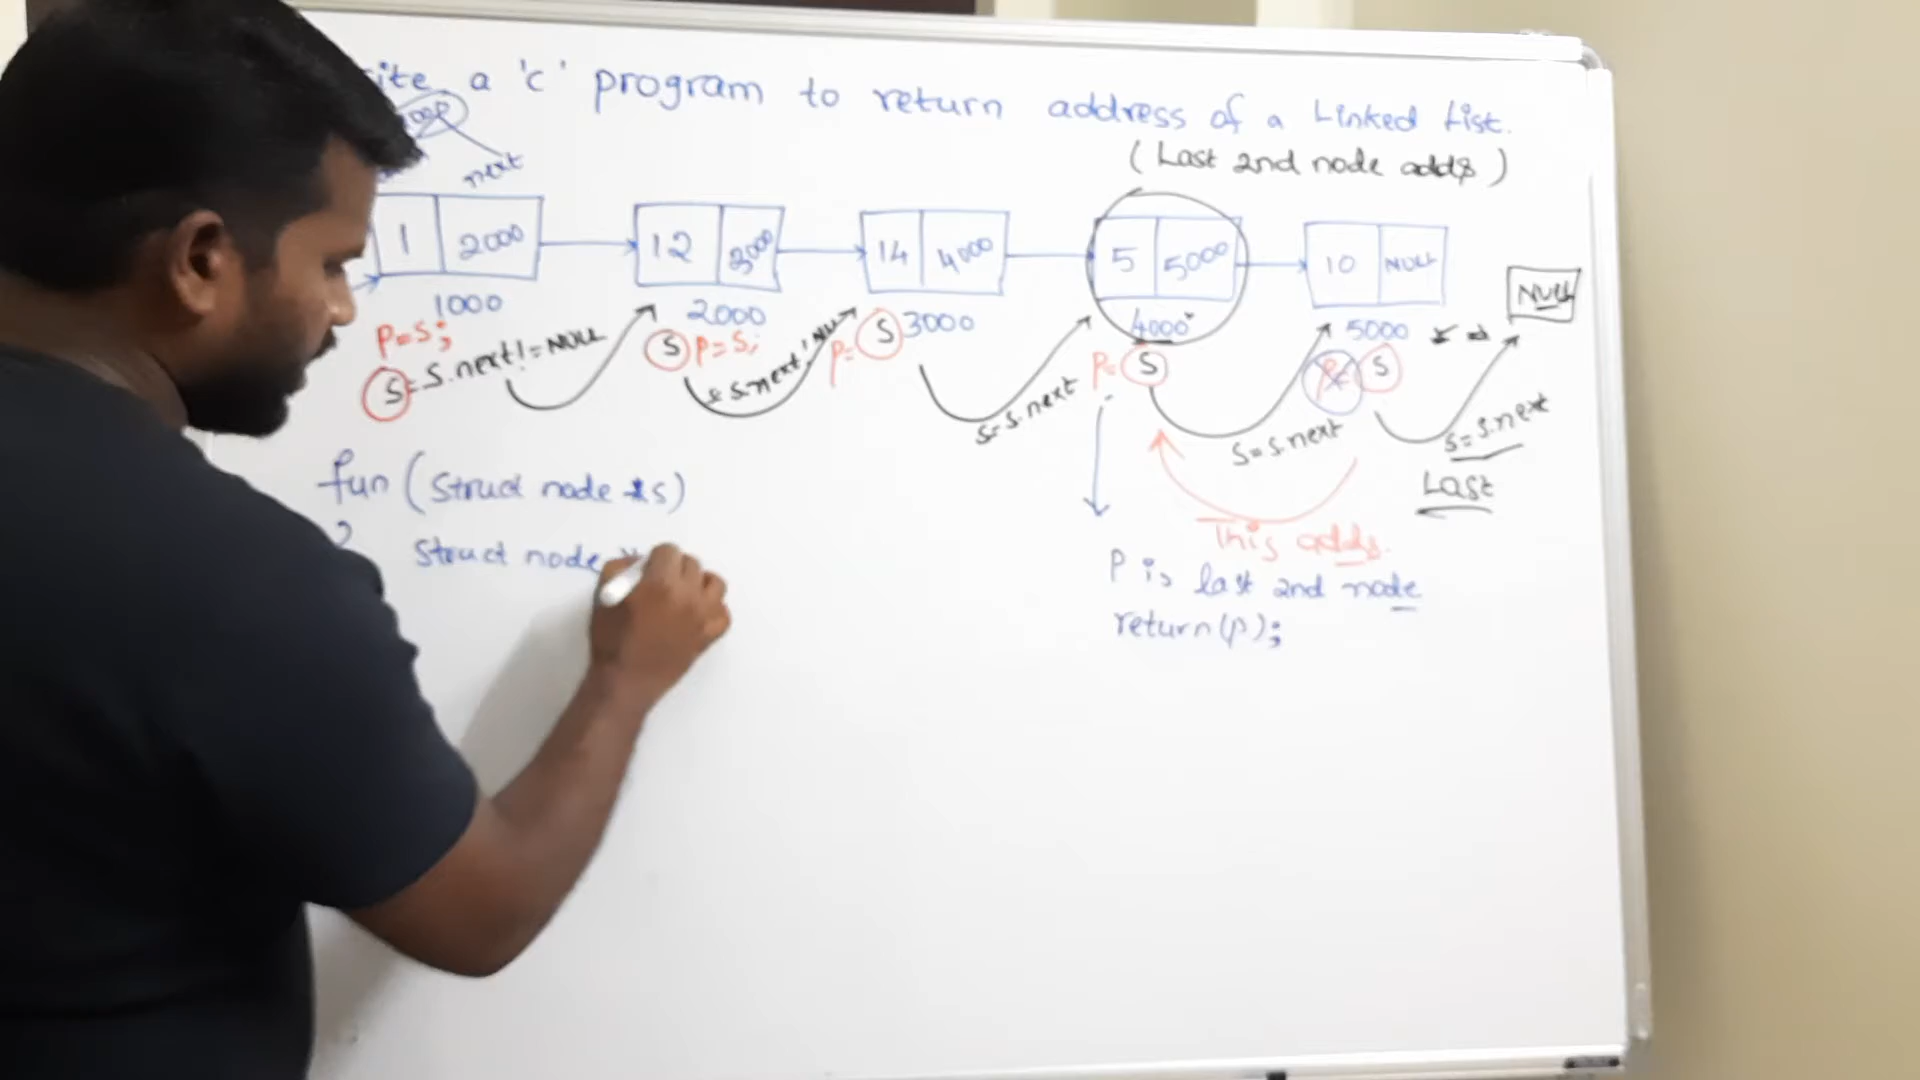 a 'c' program to return address of a Linked List.
(Last 2nd node adds)
next
1 2000
12 3000
14 4000
5 5000
10 NULL
NULL
1000
2000
3000
4000
5000
p=s;
S=s.next!=NULL
S p=s;
s.next
p= S
s=s.next
p= S
s=s.next
S
s=s.next
Last
This adds.
fun (struct node *s)
struct node
P is last 2nd node
return(p);